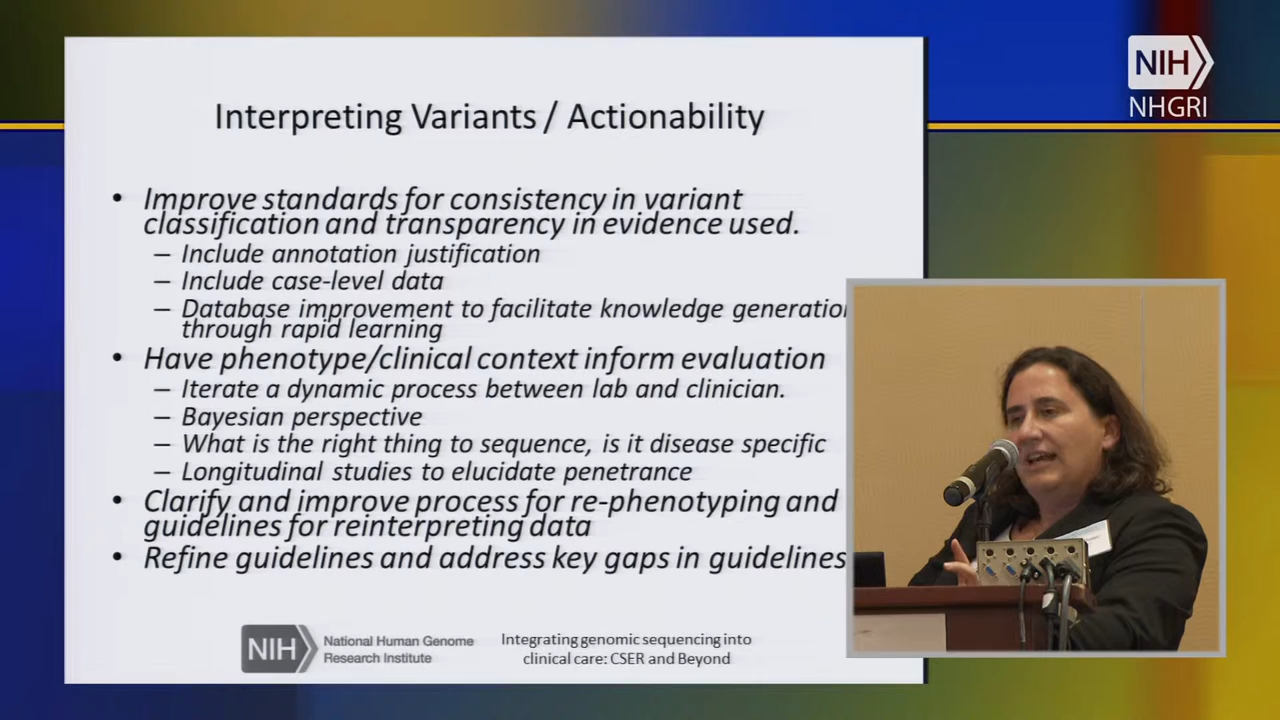 NIH
NHGRI
Interpreting Variants / Actionability
• Improve standards for consistency in variant
classification and transparency in evidence used.
– Include annotation justification
– Include case-level data
– Database improvement to facilitate knowledge generation
through rapid learning
• Have phenotype/clinical context inform evaluation
– Iterate a dynamic process between lab and clinician.
– Bayesian perspective
– What is the right thing to sequence, is it disease specific
– Longitudinal studies to elucidate penetrance
• Clarify and improve process for re-phenotyping and
guidelines for reinterpreting data
• Refine guidelines and address key gaps in guidelines
NIH
National Human Genome
Research Institute
Integrating genomic sequencing into
clinical care: CSER and Beyond